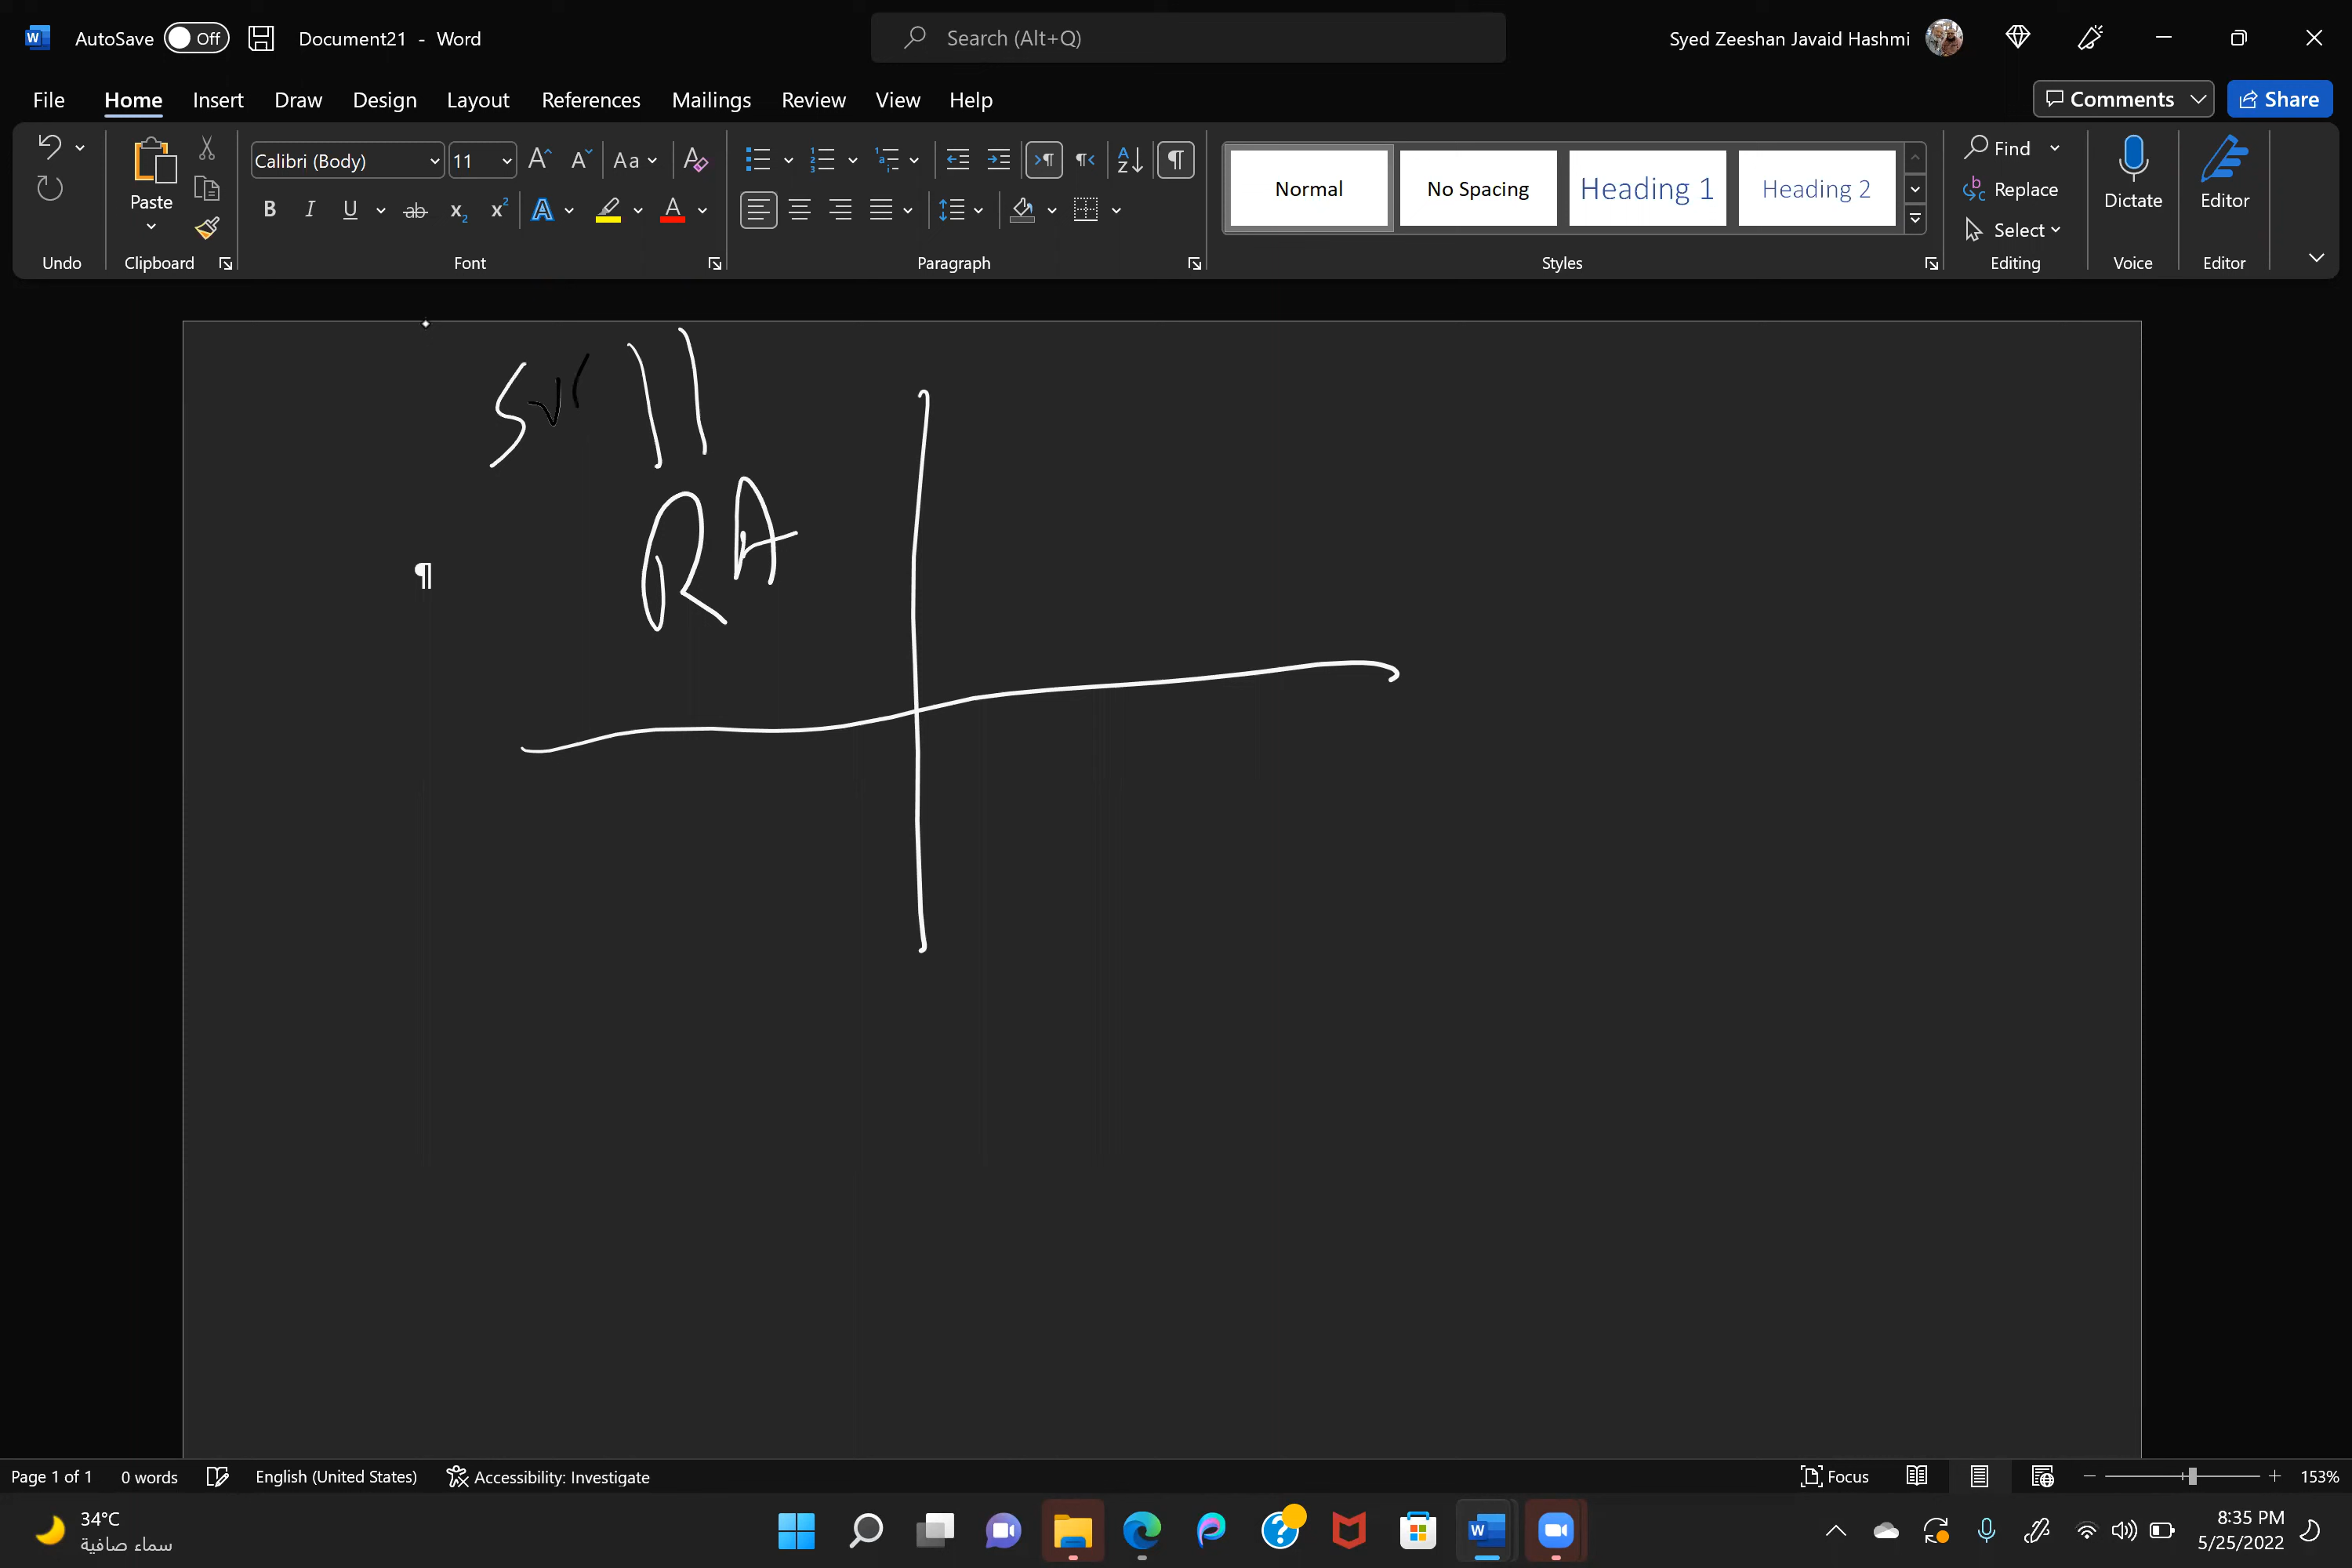 AutoSave Off Document21 - Word Search (Alt+Q) Syed Zeeshan Javaid Hashmi
File Home Insert Draw Design Layout References Mailings Review View Help Comments Share
Calibri (Body) 11 Aa Normal No Spacing Heading 1 Heading 2 Find
Paste Replace Dictate Editor
Select
Undo Clipboard Font Paragraph Styles Editing Voice Editor
RA
Page 1 of 1 0 words English (United States) Accessibility: Investigate Focus 153%
34°C 8:35 PM
سماء صافية 5/25/2022